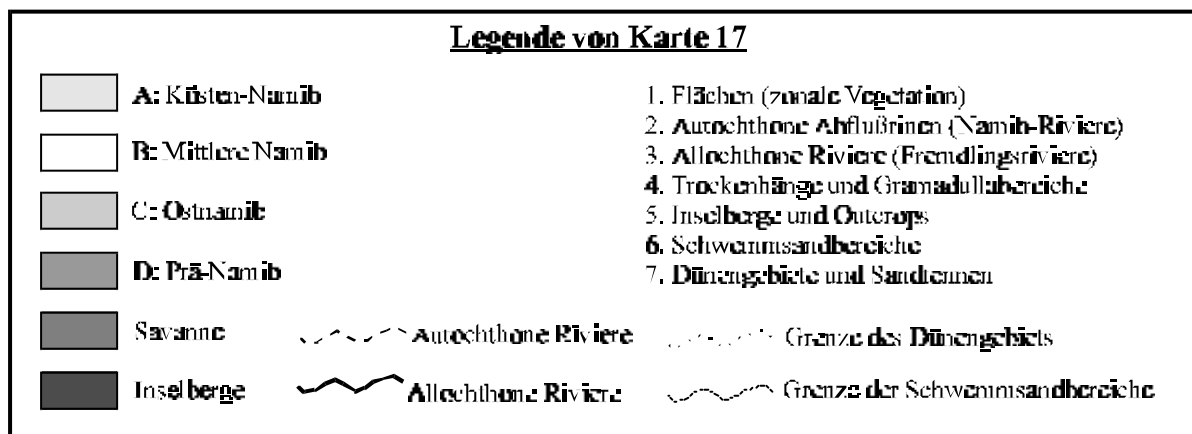 Legende von Karte 17
A: Küsten-Namib
B: Mittlere Namib
C: Ostnamib
D: Prä-Namib
Savanne
Inselberge
1. Flächen (zonale Vegetation)
2. Autochthone Abflußrinen (Namib-Riviere)
3. Allochthone Riviere (Fremdlingsriviere)
4. Trockenhänge und Gramadullabereiche
5. Inselberge und Outcrops
6. Schwemmsandbereiche
7. Dünengebiete und Sandtennen
Autochthone Riviere
Allochthone Riviere
Grenze des Dünengebiets
Grenze der Schwemmsandbereiche